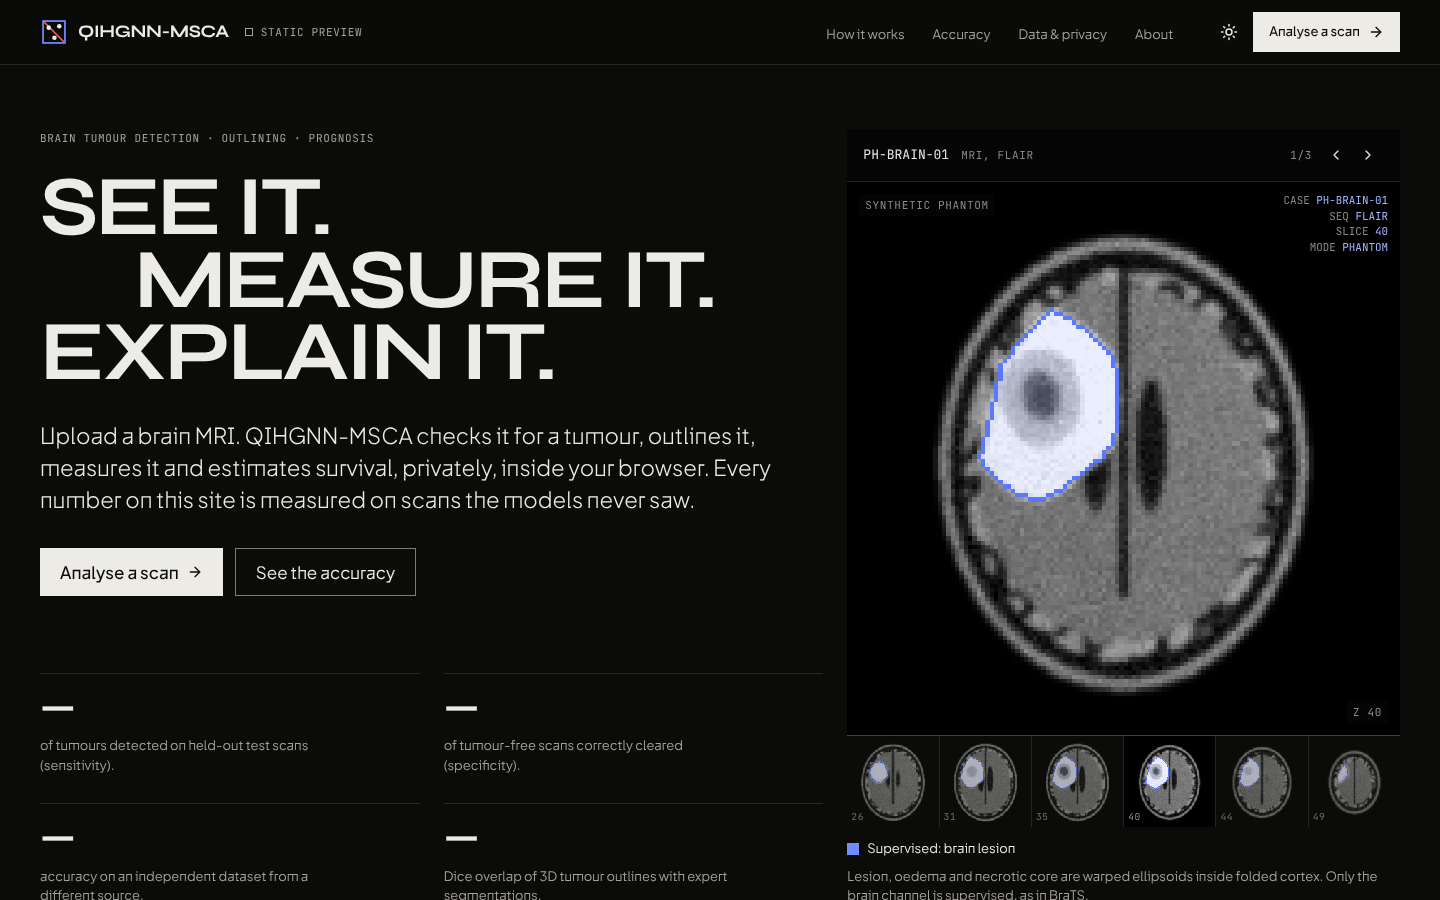 QIHGNN-MSCA
STATIC PREVIEW
How it works
Accuracy
Data & privacy
About
Analyse a scan
BRAIN TUMOUR DETECTION · OUTLINING · PROGNOSIS
SEE IT.
MEASURE IT.
EXPLAIN IT.
Upload a brain MRI. QIHGNN-MSCA checks it for a tumour, outlines it,
measures it and estimates survival, privately, inside your browser. Every
number on this site is measured on scans the models never saw.
Analyse a scan
See the accuracy
—
of tumours detected on held-out test scans
(sensitivity).
—
of tumour-free scans correctly cleared
(specificity).
—
accuracy on an independent dataset from a
different source.
—
Dice overlap of 3D tumour outlines with expert
segmentations.
PH-BRAIN-01 MRI, FLAIR
1/3
SYNTHETIC PHANTOM
CASE PH-BRAIN-01
SEQ FLAIR
SLICE 40
MODE PHANTOM
Z 40
26
31
35
40
44
49
Supervised: brain lesion
Lesion, oedema and necrotic core are warped ellipsoids inside folded cortex. Only the
brain channel is supervised, as in BraTS.